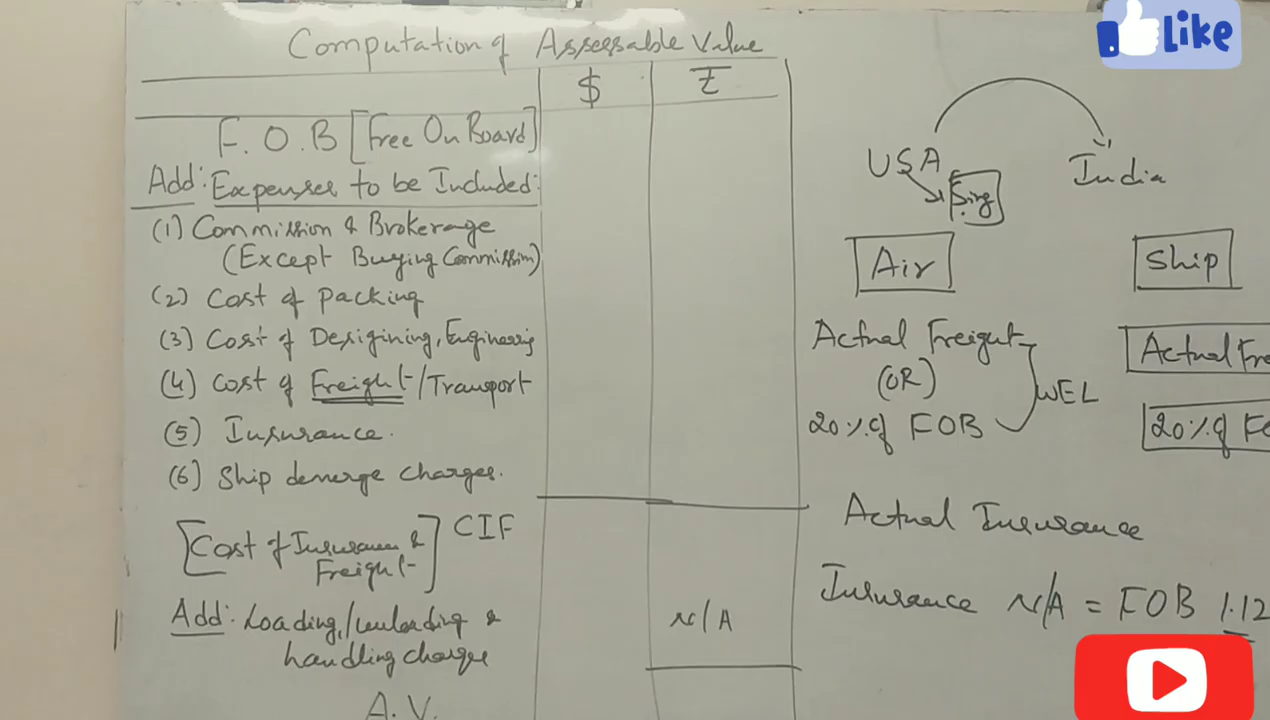 Like
Computation of Assessable Value
$ ₹
F.O.B [Free On Board]
Add: Expenses to be Included:
(1) Commission & Brokerage
(Except Buying Commission)
(2) Cost of Packing
(3) Cost of Desigining, Engineering
(4) Cost of Freight/Transport
(5) Insurance.
(6) Ship demerge charges.
[Cost of Insurance & Freight] CIF
Add: Loading/unloading &
handling charges
N/A
A.V.
USA
Sing
India
Air
Ship
Actual Freight
(OR)
20% of FOB
WEL
Actual Fre
20% of FO
Actual Insurance
Insurance N/A = FOB 1.12